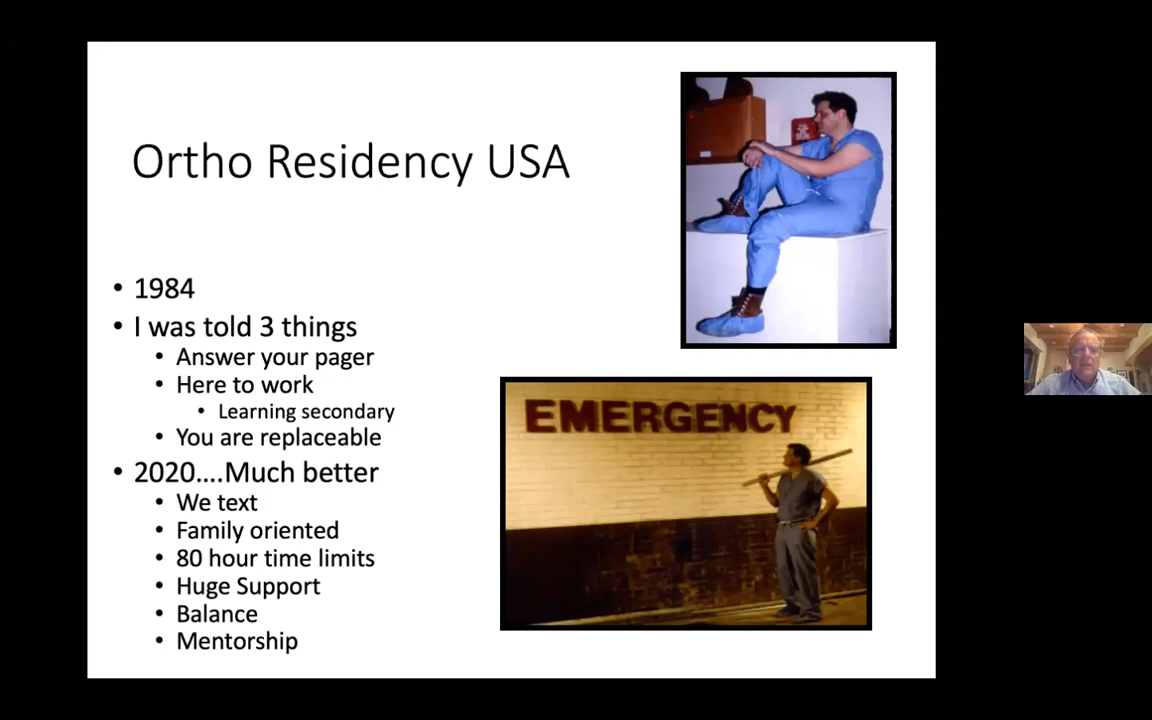 Ortho Residency USA
• 1984
• I was told 3 things
• Answer your pager
• Here to work
• Learning secondary
• You are replaceable
• 2020....Much better
• We text
• Family oriented
• 80 hour time limits
• Huge Support
• Balance
• Mentorship
EMERGENCY